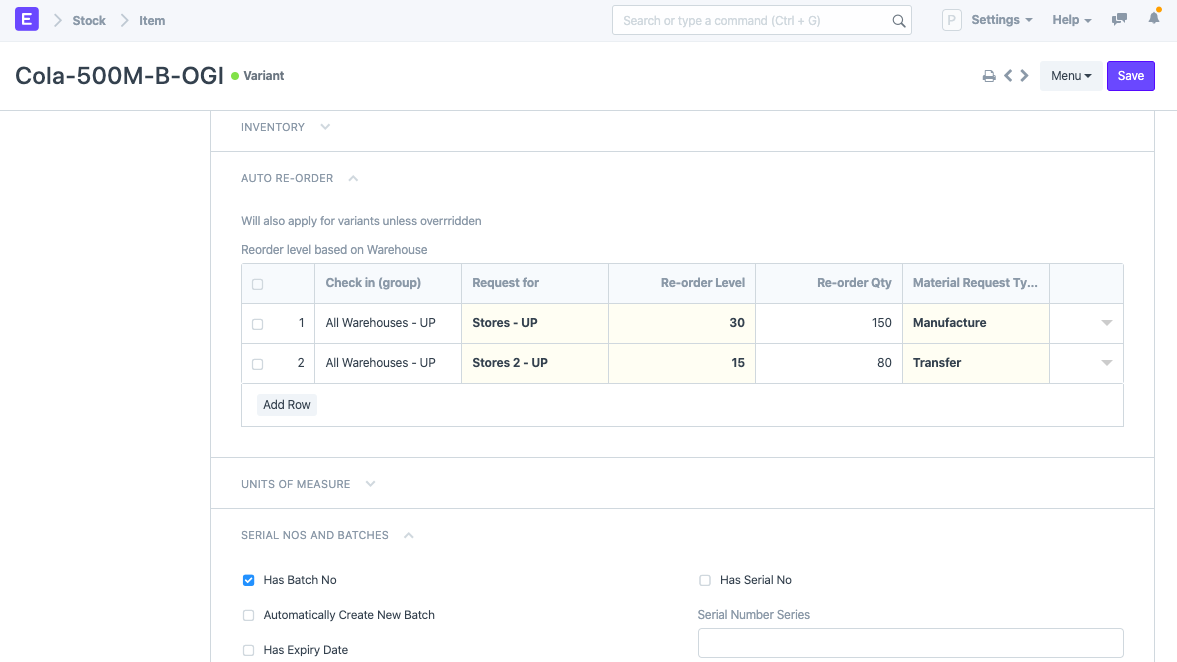 E Stock Item Search or type a command (Ctrl + G) P Settings Help
Cola-500M-B-OGI Variant Menu Save
INVENTORY
AUTO RE-ORDER
Will also apply for variants unless overrridden
Reorder level based on Warehouse
Check in (group) Request for Re-order Level Re-order Qty Material Request Ty...
1 All Warehouses - UP Stores - UP 30 150 Manufacture
2 All Warehouses - UP Stores 2 - UP 15 80 Transfer
Add Row
UNITS OF MEASURE
SERIAL NOS AND BATCHES
Has Batch No Has Serial No
Automatically Create New Batch Serial Number Series
Has Expiry Date